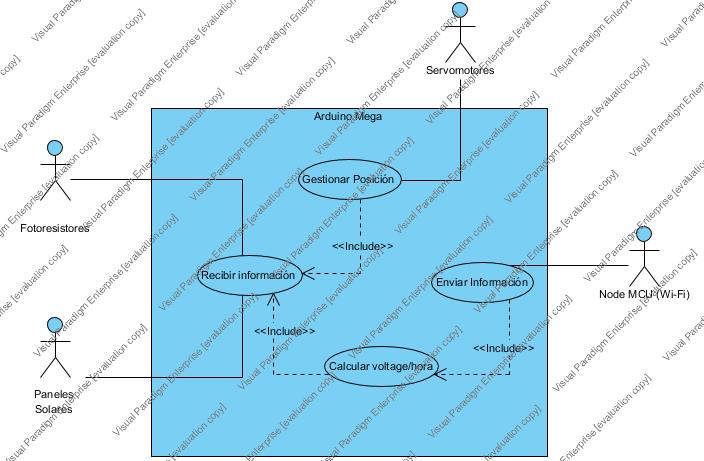 Servomotores
Arduino Mega
Fotoresistores
Gestionar Posición
<<Include>>
Recibir información
Enviar Información
Node MCU (Wi-Fi)
<<Include>>
<<Include>>
Calcular voltage/hora
Paneles
Solares
Visual Paradigm Enterprise [evaluation copy]